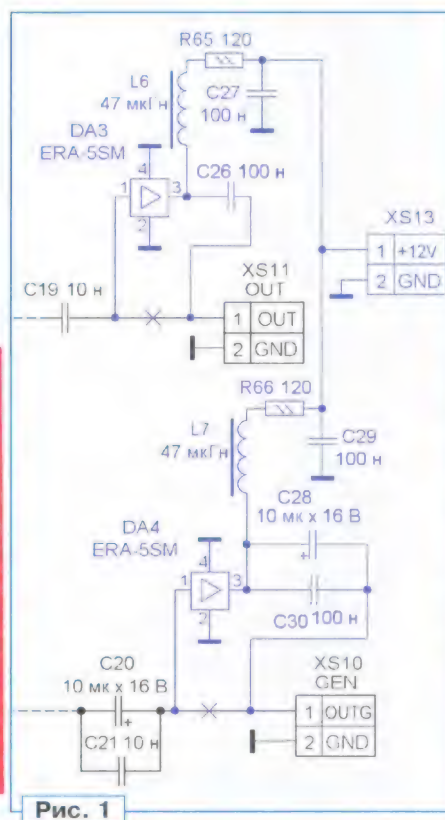 R65 120
L6
47 мкГн
C27
100 н
DA3
ERA-5SM
4
1
3
2
C26 100 н
XS13
1 +12V
2 GND
C19 10 н
XS11
OUT
1 OUT
2 GND
R66 120
L7
47 мкГн
C29
100 н
C28
10 мк x 16 В
+
DA4
ERA-5SM
4
1
3
2
C30 100 н
C20
10 мк x 16 В
+
C21 10 н
XS10
GEN
1 OUTG
2 GND
Рис. 1